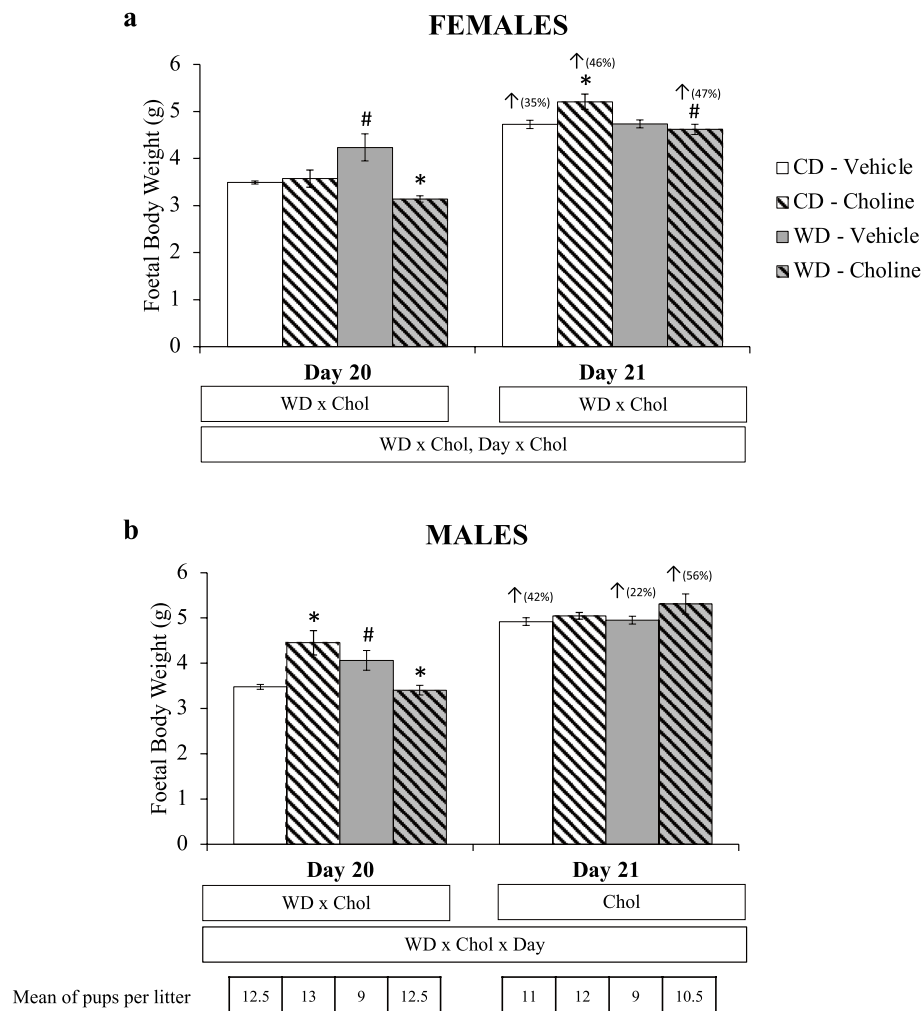 a
FEMALES
Foetal Body Weight (g)
6
5
4
3
2
1
0
#
*
↑(35%)
↑(46%)
*
↑(47%)
#
CD - Vehicle
CD - Choline
WD - Vehicle
WD - Choline
Day 20 Day 21
WD x Chol WD x Chol
WD x Chol, Day x Chol
b
MALES
Foetal Body Weight (g)
6
5
4
3
2
1
0
*
#
*
↑(42%)
↑(22%)
↑(56%)
Day 20 Day 21
WD x Chol Chol
WD x Chol x Day
Mean of pups per litter 12.5 13 9 12.5 11 12 9 10.5